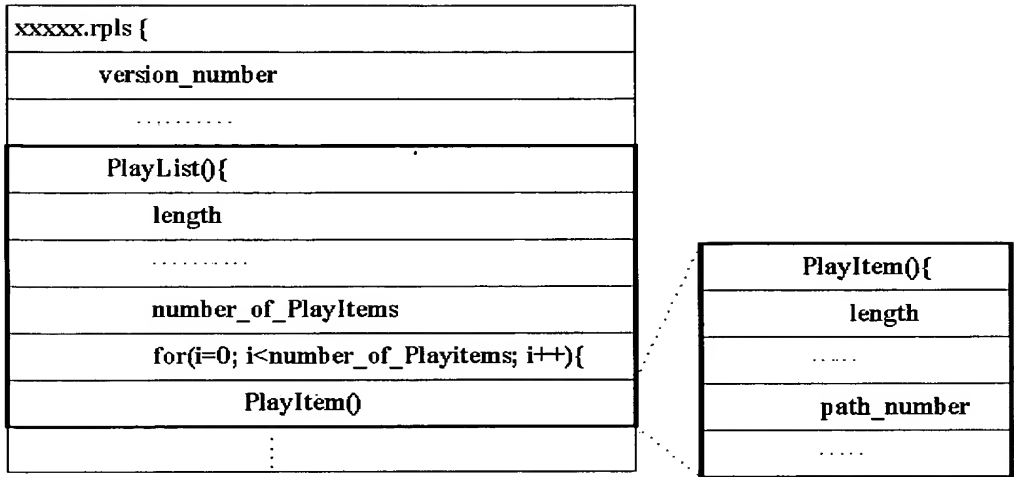 xxxxx.rpls {
version_number
..........
PlayList(){
length
..........
number_of_PlayItems
for(i=0; i<number_of_Playitems; i++){
PlayItem()
PlayItem(){
length
......
path_number
.....